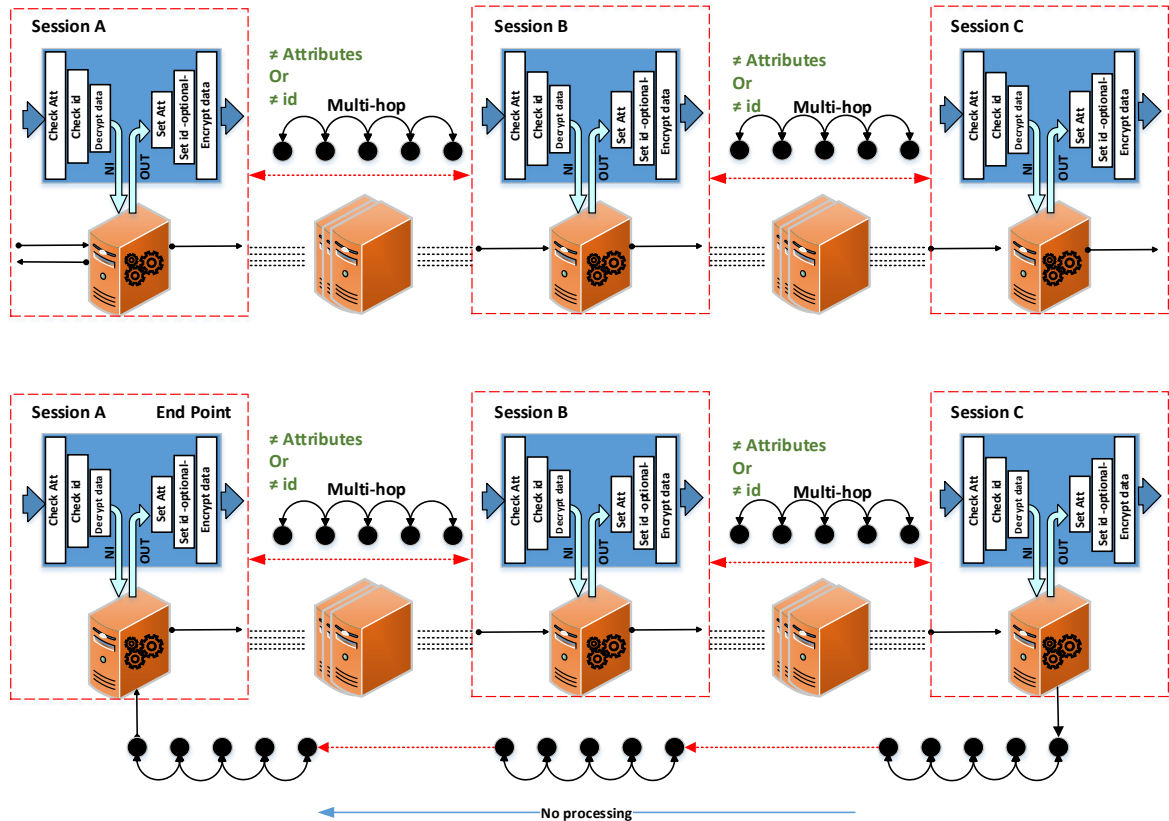 Session A
Check Att
Check id
Decrypt data
IN
OUT
Set Att
Set id -optional-
Encrypt data
≠ Attributes
Or
≠ id
Multi-hop
Session B
Check Att
Check id
Decrypt data
IN
OUT
Set Att
Set id -optional-
Encrypt data
≠ Attributes
Or
≠ id
Multi-hop
Session C
Check Att
Check id
Decrypt data
IN
OUT
Set Att
Set id -optional-
Encrypt data
Session A
End Point
Check Att
Check id
Decrypt data
IN
OUT
Set Att
Set id -optional-
Encrypt data
≠ Attributes
Or
≠ id
Multi-hop
Session B
Check Att
Check id
Decrypt data
IN
OUT
Set Att
Set id -optional-
Encrypt data
≠ Attributes
Or
≠ id
Multi-hop
Session C
Check Att
Check id
Decrypt data
IN
OUT
Set Att
Set id -optional-
Encrypt data
No processing